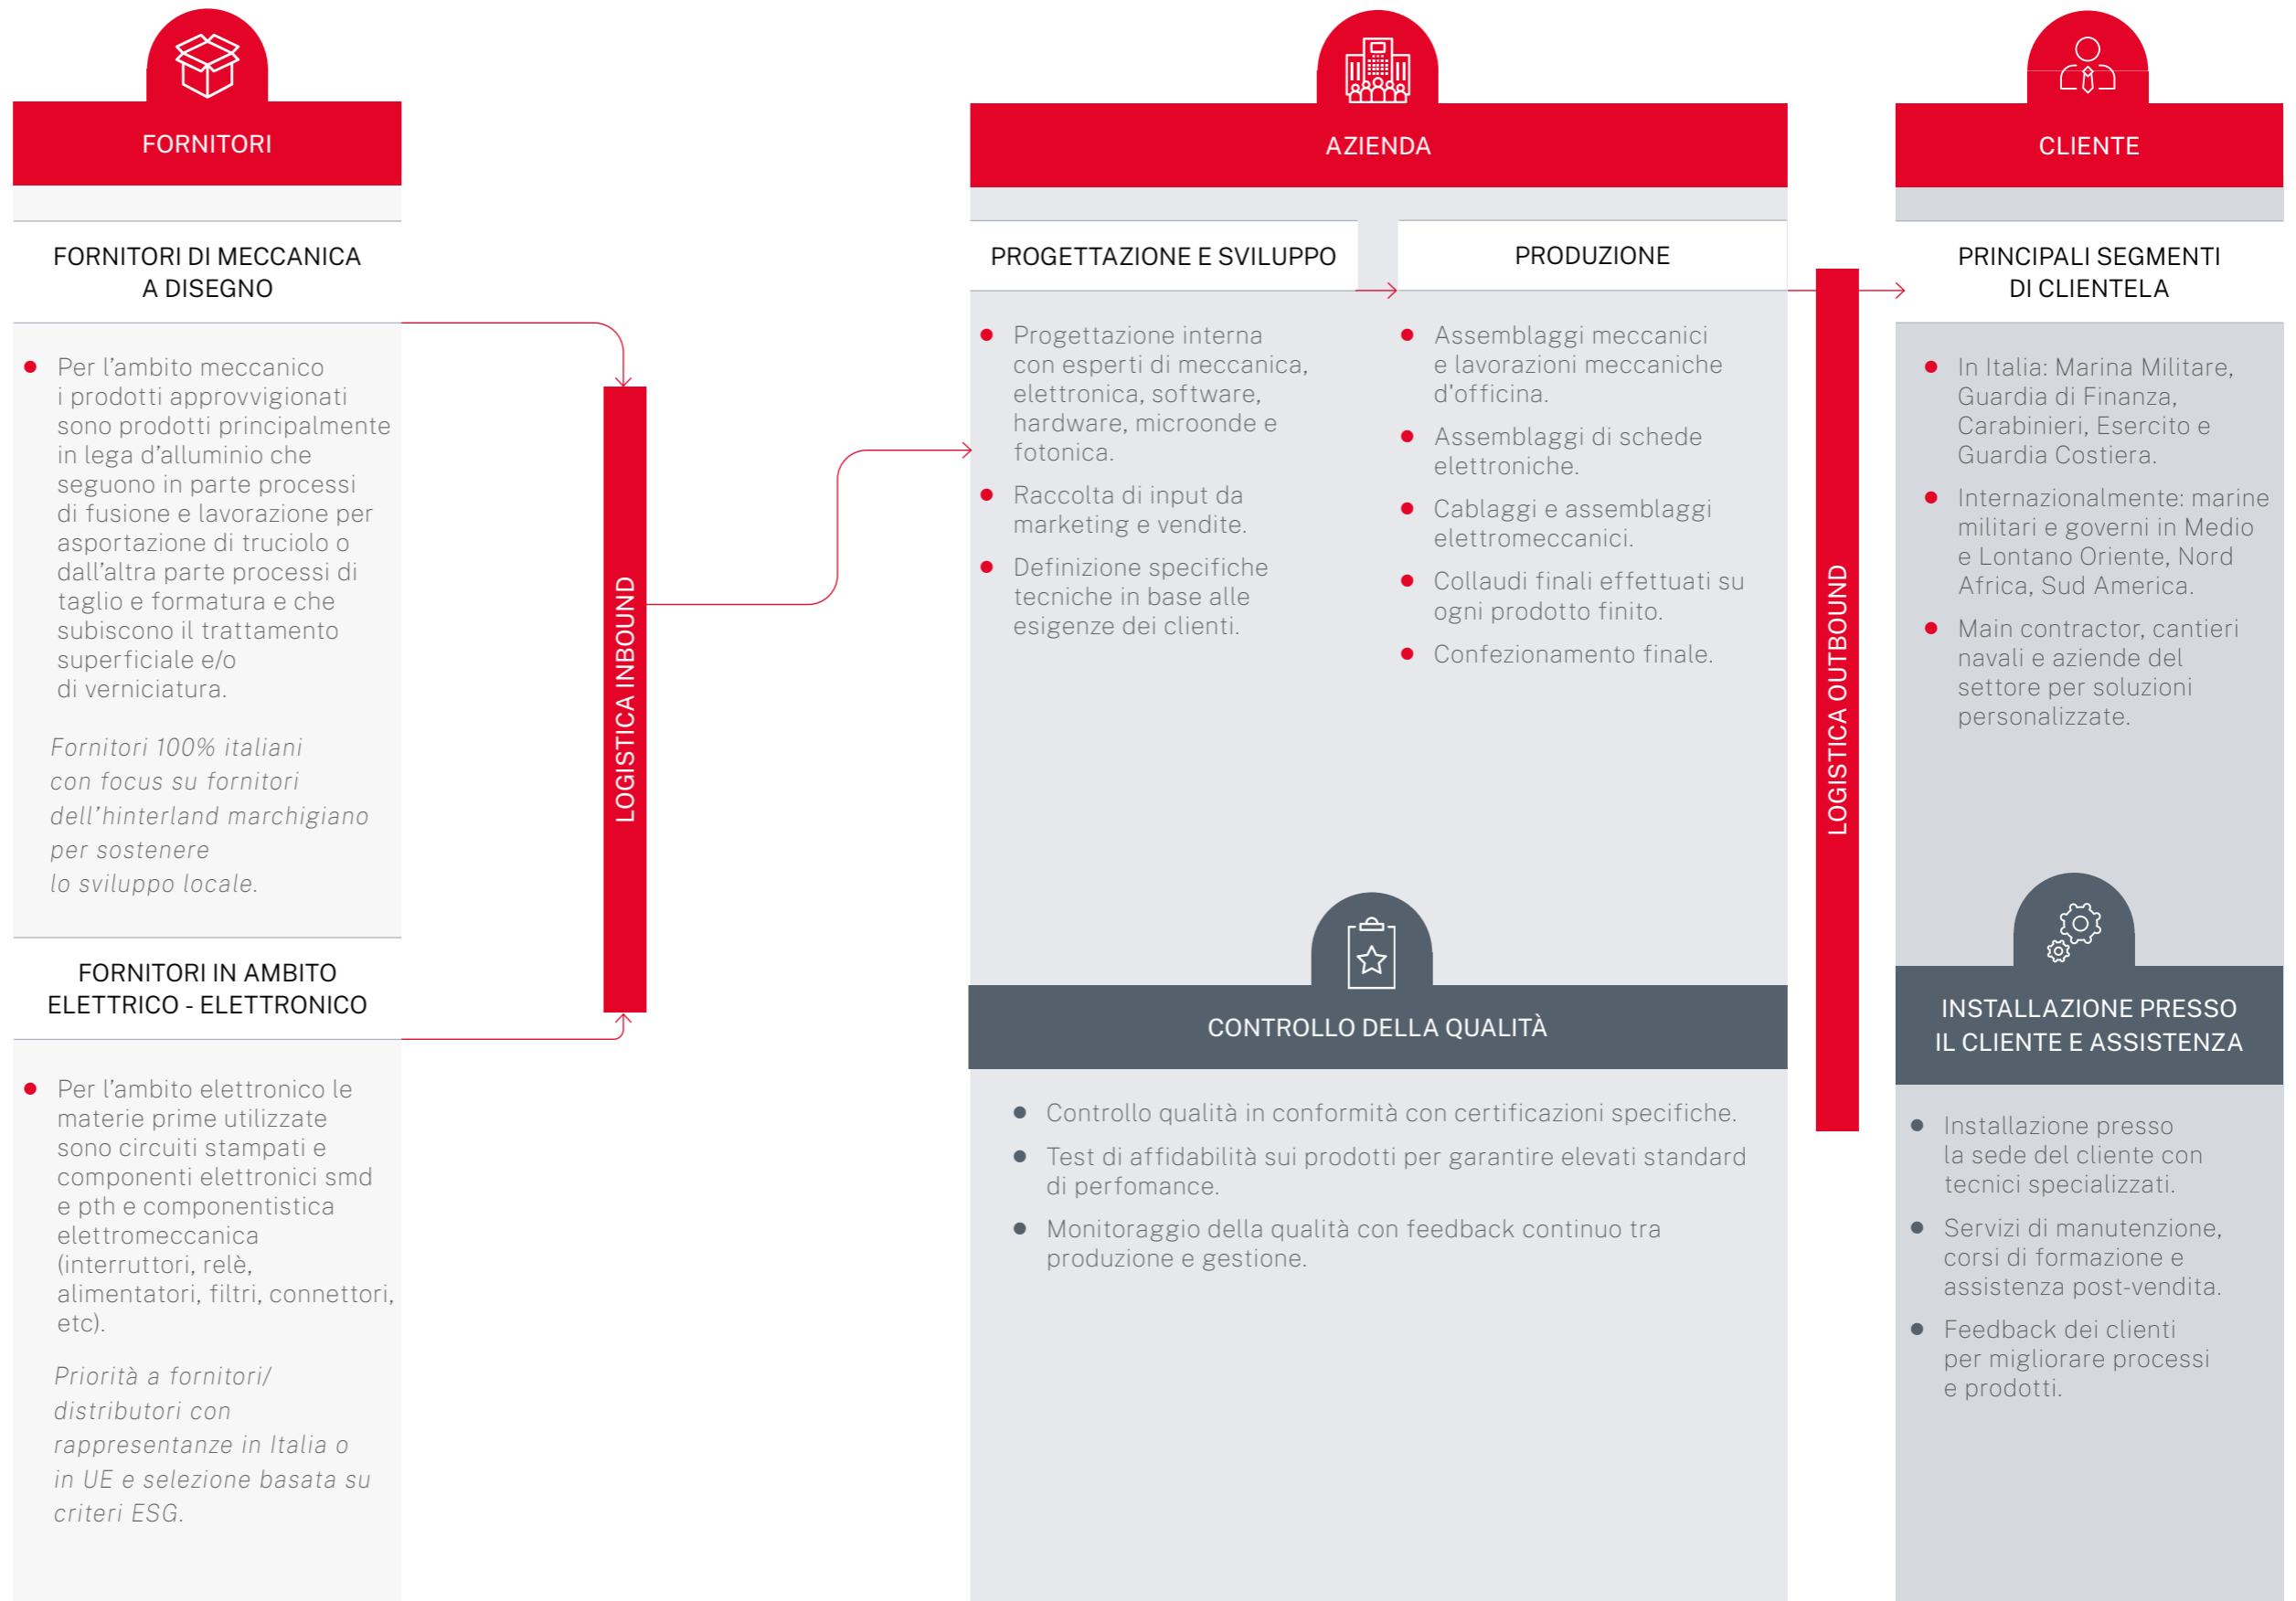 FORNITORI
FORNITORI DI MECCANICA
A DISEGNO
Per l’ambito meccanico
i prodotti approvvigionati
sono prodotti principalmente
in lega d’alluminio che
seguono in parte processi
di fusione e lavorazione per
asportazione di truciolo o
dall’altra parte processi di
taglio e formatura e che
subiscono il trattamento
superficiale e/o
di verniciatura.
Fornitori 100% italiani
con focus su fornitori
dell’hinterland marchigiano
per sostenere
lo sviluppo locale.
FORNITORI IN AMBITO
ELETTRICO - ELETTRONICO
Per l’ambito elettronico le
materie prime utilizzate
sono circuiti stampati e
componenti elettronici smd
e pth e componentistica
elettromeccanica
(interruttori, relè,
alimentatori, filtri, connettori,
etc).
Priorità a fornitori/
distributori con
rappresentanze in Italia o
in UE e selezione basata su
criteri ESG.
LOGISTICA INBOUND
AZIENDA
PROGETTAZIONE E SVILUPPO
Progettazione interna
con esperti di meccanica,
elettronica, software,
hardware, microonde e
fotonica.
Raccolta di input da
marketing e vendite.
Definizione specifiche
tecniche in base alle
esigenze dei clienti.
PRODUZIONE
Assemblaggi meccanici
e lavorazioni meccaniche
d'officina.
Assemblaggi di schede
elettroniche.
Cablaggi e assemblaggi
elettromeccanici.
Collaudi finali effettuati su
ogni prodotto finito.
Confezionamento finale.
CONTROLLO DELLA QUALITÀ
Controllo qualità in conformità con certificazioni specifiche.
Test di affidabilità sui prodotti per garantire elevati standard
di perfomance.
Monitoraggio della qualità con feedback continuo tra
produzione e gestione.
LOGISTICA OUTBOUND
CLIENTE
PRINCIPALI SEGMENTI
DI CLIENTELA
In Italia: Marina Militare,
Guardia di Finanza,
Carabinieri, Esercito e
Guardia Costiera.
Internazionalmente: marine
militari e governi in Medio
e Lontano Oriente, Nord
Africa, Sud America.
Main contractor, cantieri
navali e aziende del
settore per soluzioni
personalizzate.
INSTALLAZIONE PRESSO
IL CLIENTE E ASSISTENZA
Installazione presso
la sede del cliente con
tecnici specializzati.
Servizi di manutenzione,
corsi di formazione e
assistenza post-vendita.
Feedback dei clienti
per migliorare processi
e prodotti.